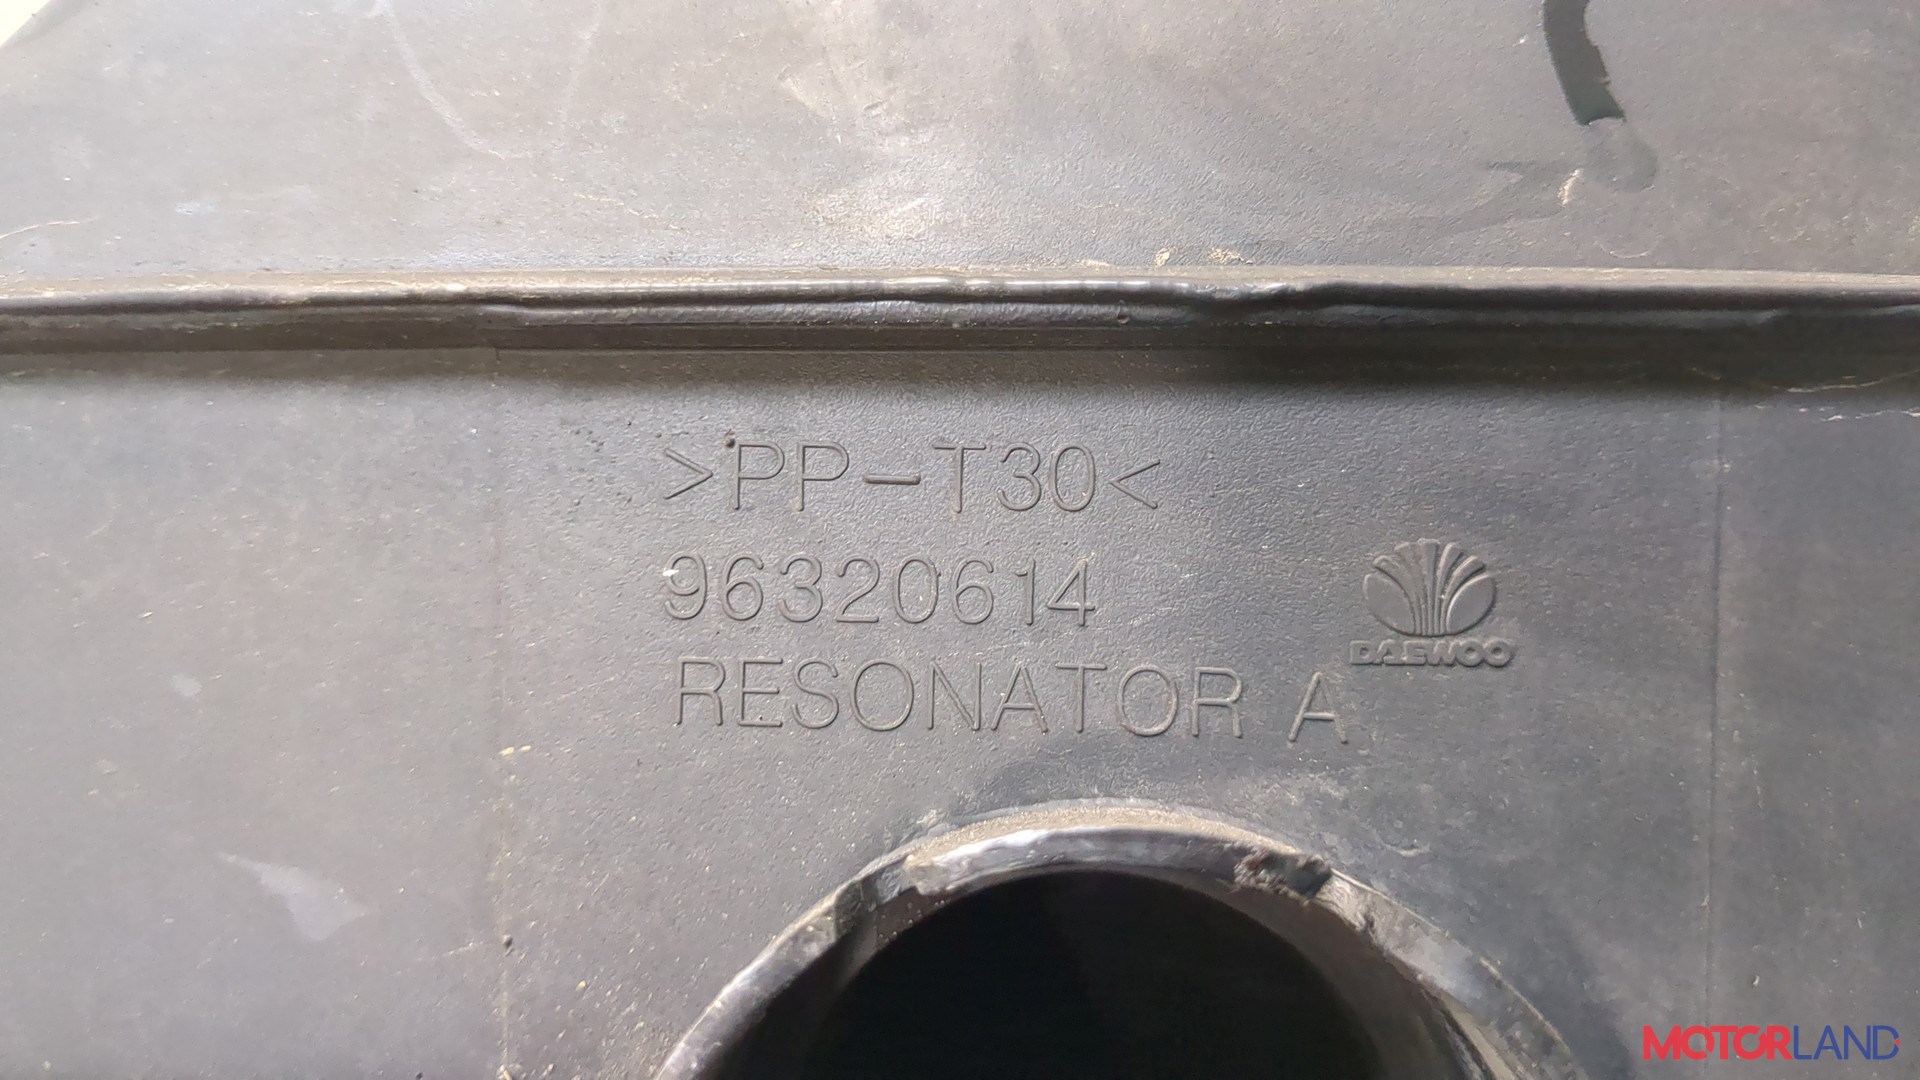 >PP-T30<
96320614
RESONATOR A
DAEWOO
MOTORLAND